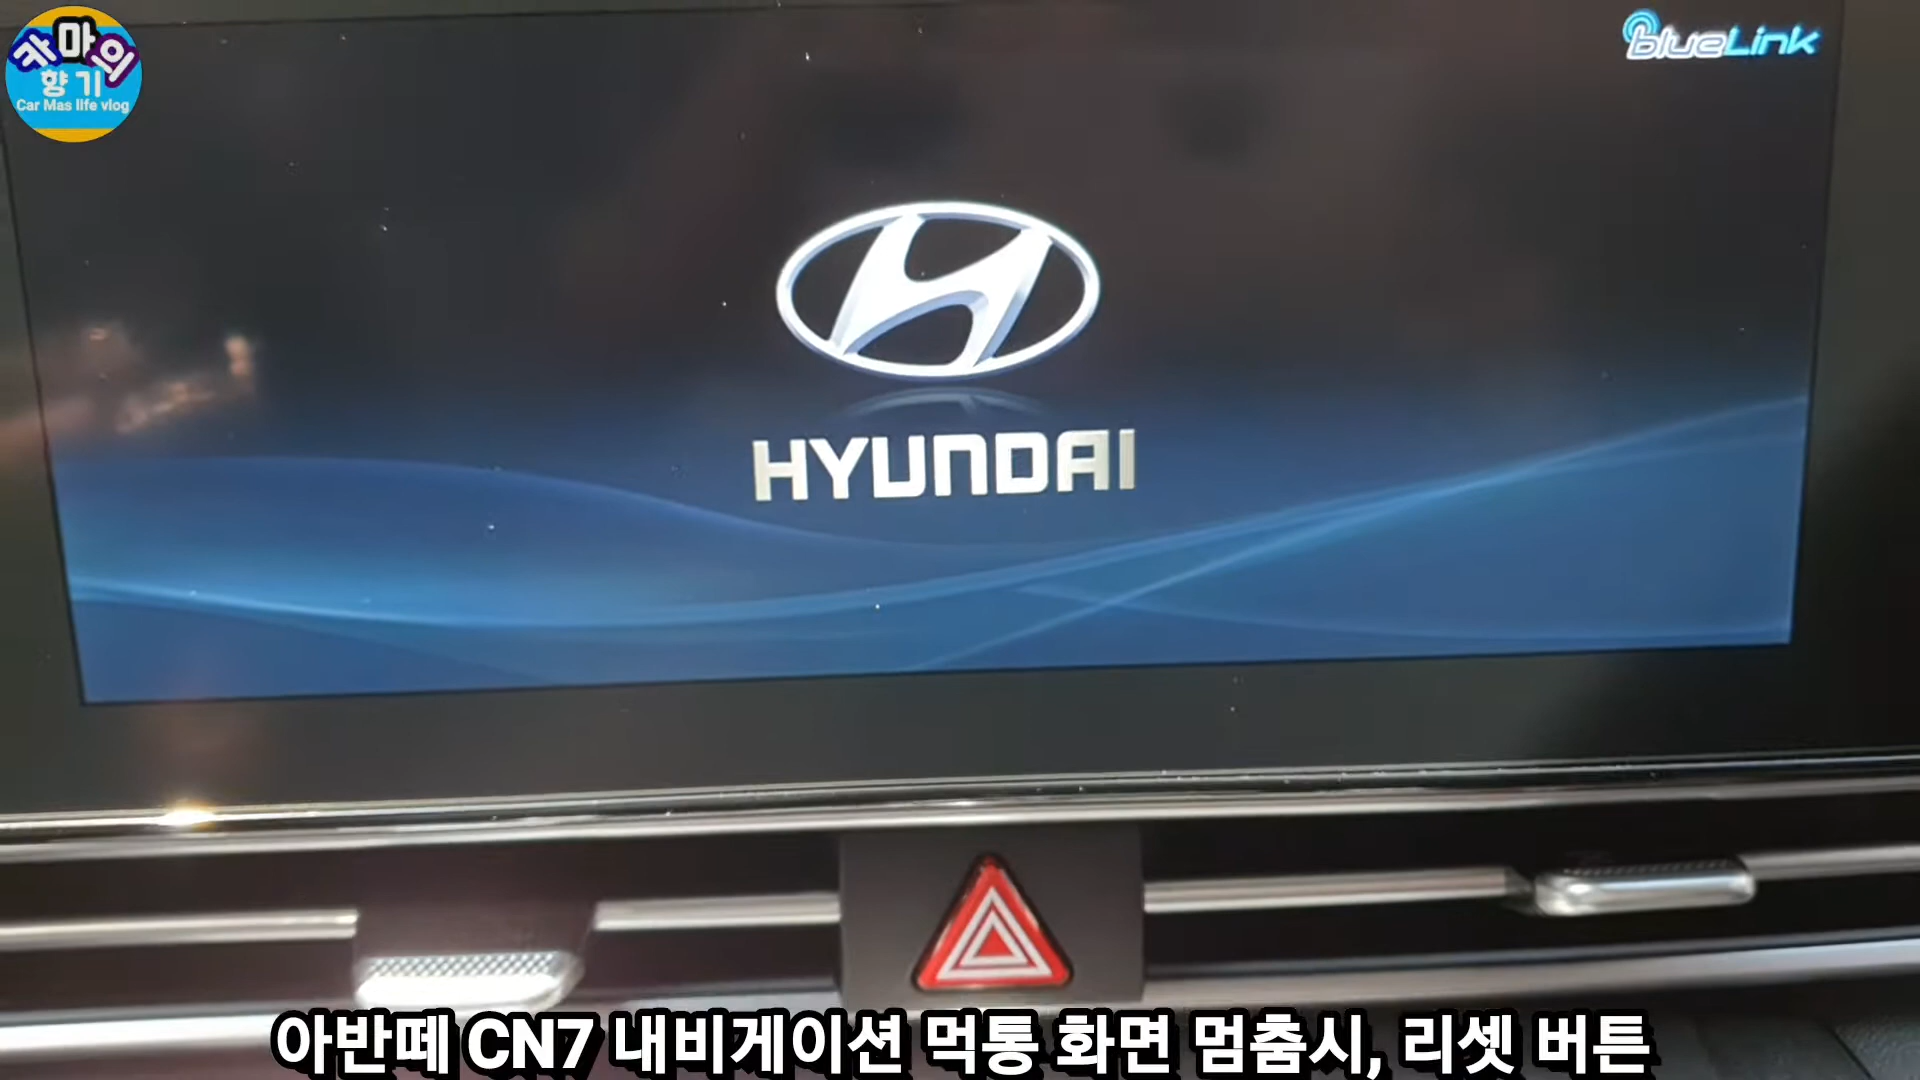 카마의
향기
Car Mas life vlog
blueLink
HYUNDAI
아반떼 CN7 내비게이션 먹통 화면 멈춤시, 리셋 버튼